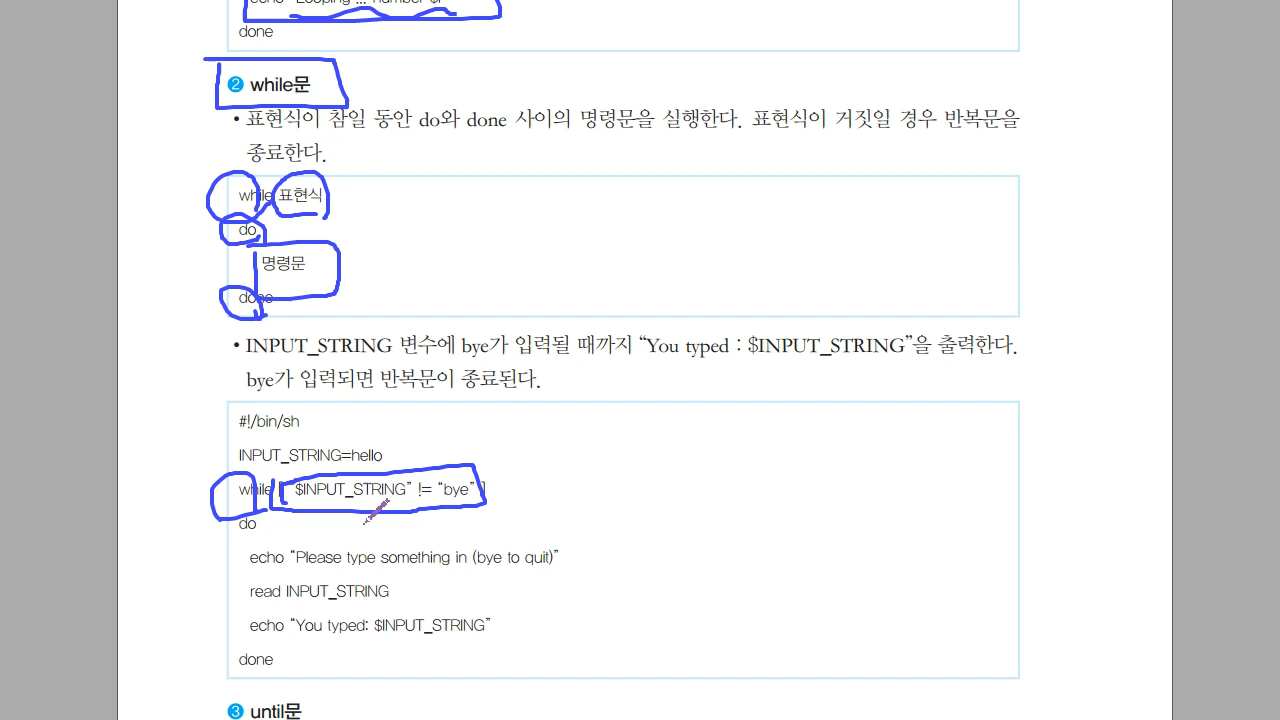 echo “Looping ... number $i”
done
❷ while문
• 표현식이 참일 동안 do와 done 사이의 명령문을 실행한다. 표현식이 거짓일 경우 반복문을
종료한다.
while 표현식
do
명령문
done
• INPUT_STRING 변수에 bye가 입력될 때까지 “You typed : $INPUT_STRING”을 출력한다.
bye가 입력되면 반복문이 종료된다.
#!/bin/sh
INPUT_STRING=hello
while [ “$INPUT_STRING” != “bye” ]
do
echo “Please type something in (bye to quit)”
read INPUT_STRING
echo “You typed: $INPUT_STRING”
done
❸ until문